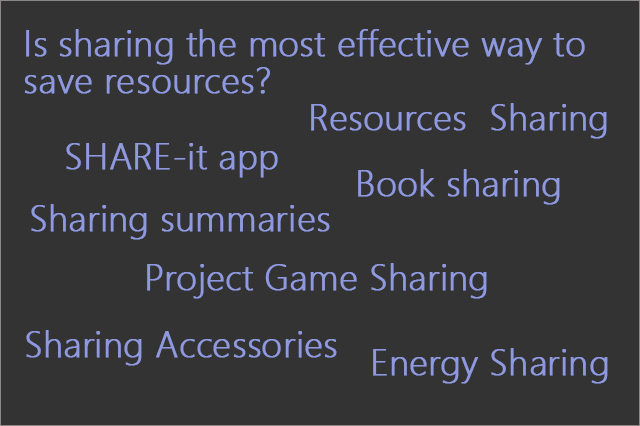 Is sharing the most effective way to
save resources?
Resources  Sharing
SHARE-it app
Book sharing
Sharing summaries
Project Game Sharing
Sharing Accessories
Energy Sharing